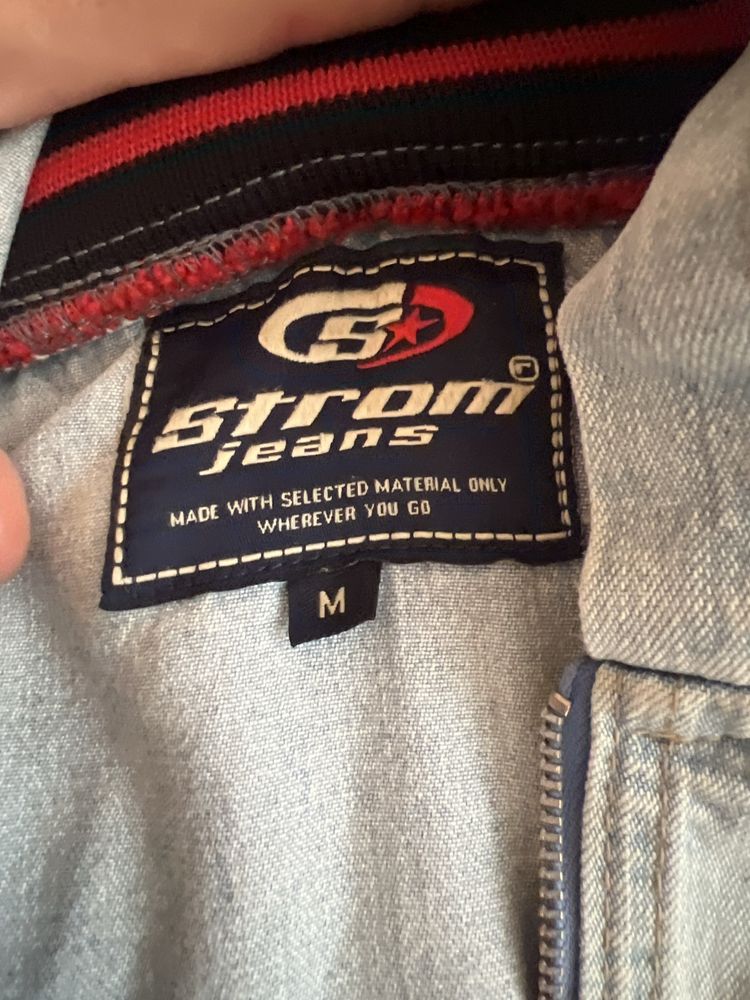 S
strom
r
jeans
MADE WITH SELECTED MATERIAL ONLY
WHEREVER YOU GO
M